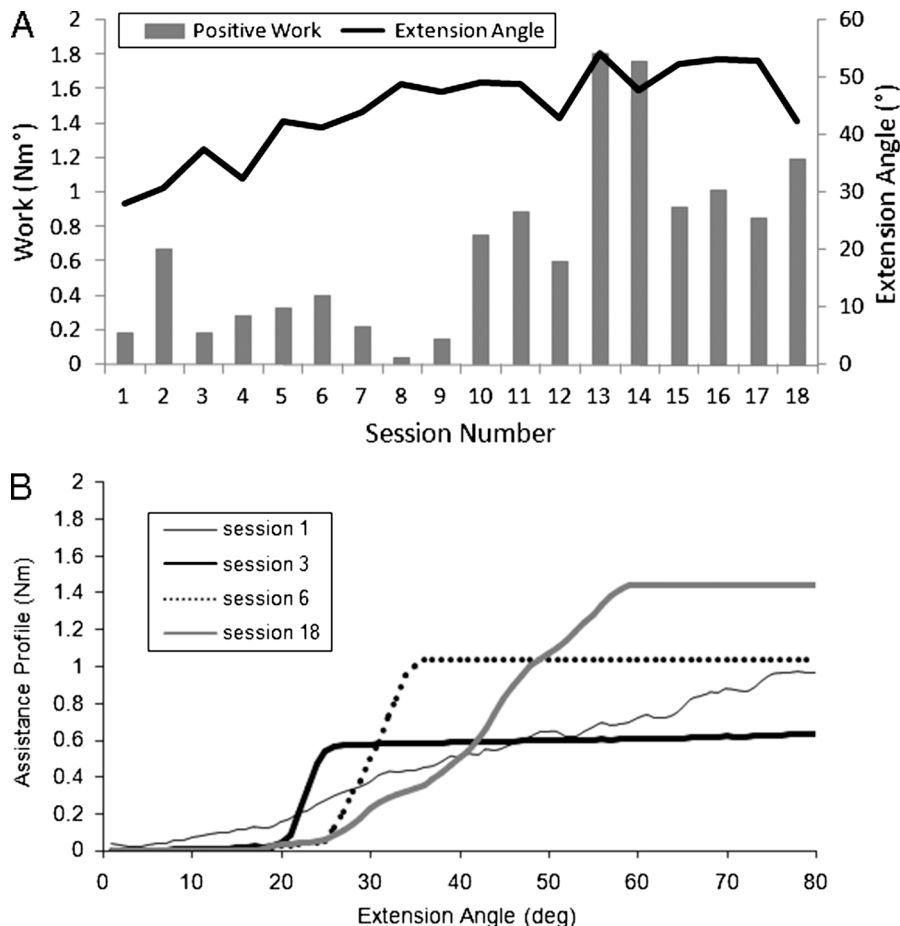 A
Positive Work
Extension Angle
2
1.8
1.6
1.4
1.2
1
0.8
0.6
0.4
0.2
0
Work (Nm°)
60
50
40
30
20
10
0
Extension Angle (°)
1 2 3 4 5 6 7 8 9 10 11 12 13 14 15 16 17 18
Session Number
B
2
1.8
1.6
1.4
1.2
1
0.8
0.6
0.4
0.2
0
Assistance Profile (Nm)
session 1
session 3
session 6
session 18
0 10 20 30 40 50 60 70 80
Extension Angle (deg)